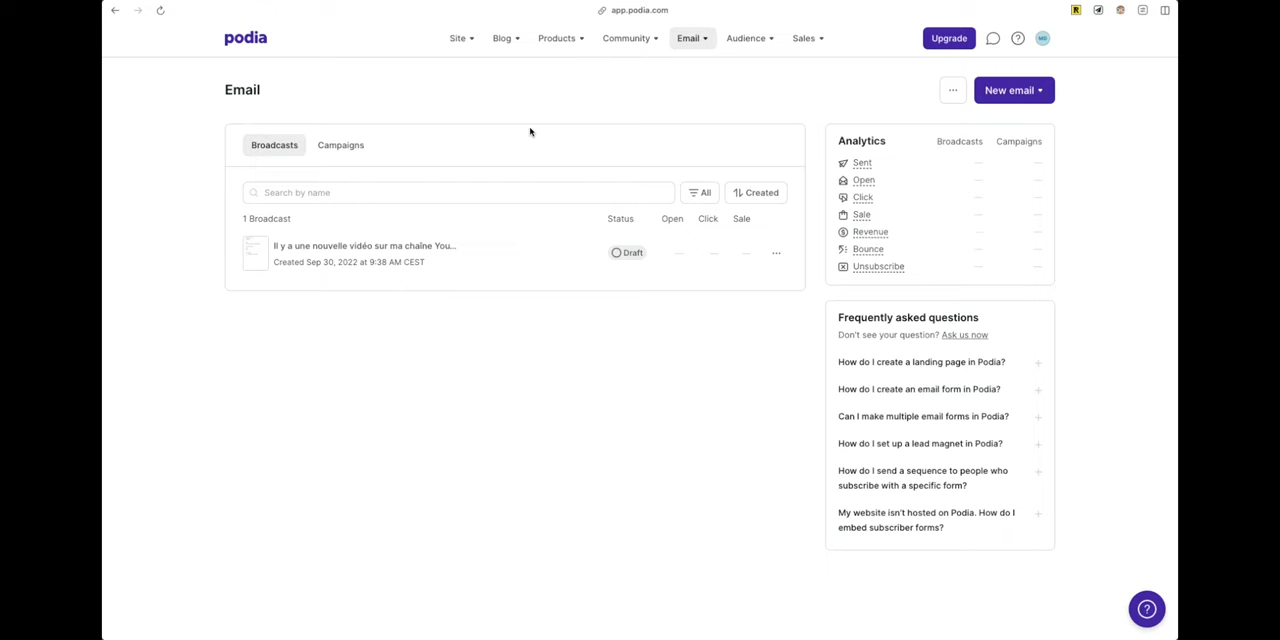 app.podia.com
podia
Site Blog Products Community Email Audience Sales Upgrade MD
Email
... New email
Broadcasts Campaigns
Search by name All Created
1 Broadcast Status Open Click Sale
Il y a une nouvelle vidéo sur ma chaîne You...
Created Sep 30, 2022 at 9:38 AM CEST
Draft — — — ...
Analytics Broadcasts Campaigns
Sent — —
Open — —
Click — —
Sale — —
Revenue — —
Bounce — —
Unsubscribe — —
Frequently asked questions
Don't see your question? Ask us now
How do I create a landing page in Podia? +
How do I create an email form in Podia? +
Can I make multiple email forms in Podia? +
How do I set up a lead magnet in Podia? +
How do I send a sequence to people who +
subscribe with a specific form?
My website isn't hosted on Podia. How do I +
embed subscriber forms?
?